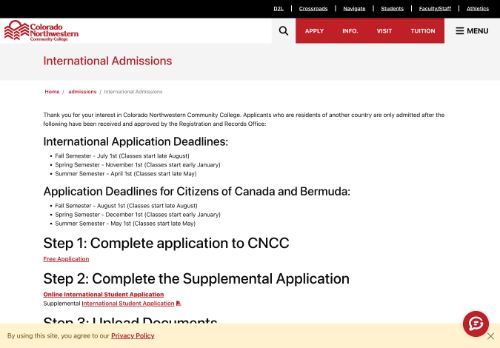 D2L | Crossroads | Navigate | Students | Faculty/Staff | Athletics
Colorado
Northwestern
Community College
APPLY INFO. VISIT TUITION MENU
International Admissions
Home / admissions / International Admissions
Thank you for your interest in Colorado Northwestern Community College. Applicants who are residents of another country are only admitted after the
following have been received and approved by the Registration and Records Office:
International Application Deadlines:
• Fall Semester - July 1st (Classes start late August)
• Spring Semester - November 1st (Classes start early January)
• Summer Semester - April 1st (Classes start late May)
Application Deadlines for Citizens of Canada and Bermuda:
• Fall Semester - August 1st (Classes start late August)
• Spring Semester - December 1st (Classes start early January)
• Summer Semester - May 1st (Classes start late May)
Step 1: Complete application to CNCC
Free Application
Step 2: Complete the Supplemental Application
Online International Student Application
Supplemental International Student Application
Step 3: Upload Documents
By using this site, you agree to our Privacy Policy